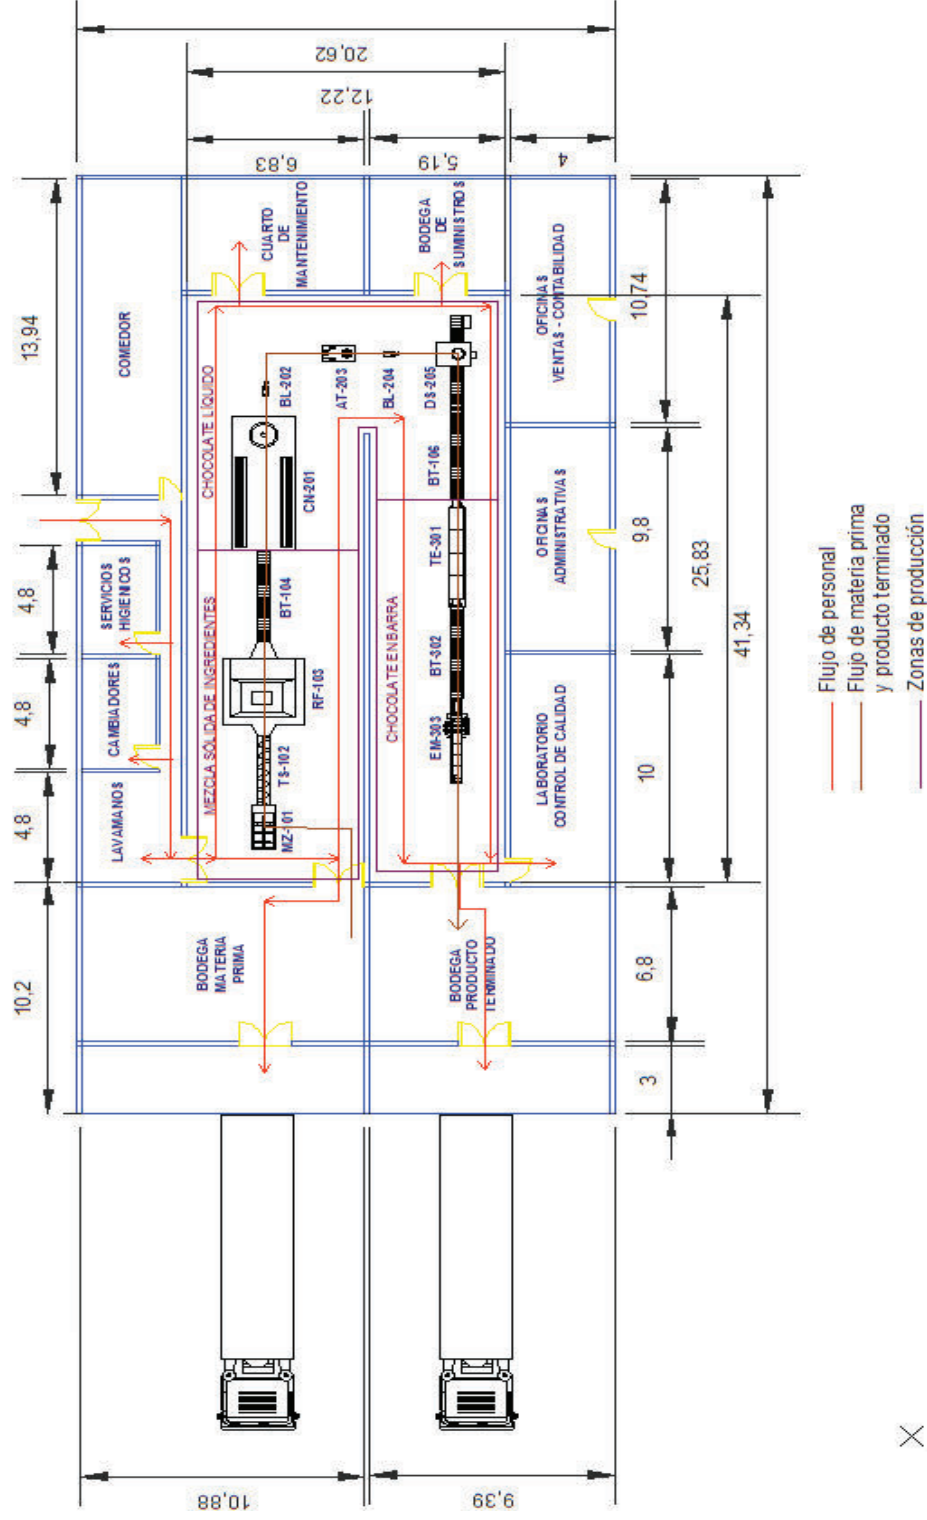 20,62
12,22
6,83
5,19
4
13,94
4,8
4,8
4,8
10,2
COMEDOR
SERVICIOS
HIGIENICOS
CAMBIADORES
LAVAMANOS
CUARTO
DE
MANTENIMIENTO
BODEGA
DE
SUMINISTROS
CHOCOLATE LÍQUIDO
MEZCLA SOLIDA DE INGREDIENTES
CHOCOLATE EN BARRA
BL-202
AT-203
BL-204
DS-205
CN-201
BT-104
RF-103
TS-102
MZ-101
BT-106
TE-301
BT-302
EM-303
BODEGA
MATERIA
PRIMA
BODEGA
PRODUCTO
TERMINADO
OFICINAS
VENTAS - CONTABILIDAD
OFICINAS
ADMINISTRATIVAS
LABORATORIO
CONTROL DE CALIDAD
10,74
9,8
10
6,8
3
25,83
41,34
10,88
9,39
Flujo de personal
Flujo de materia prima
y producto terminado
Zonas de producción